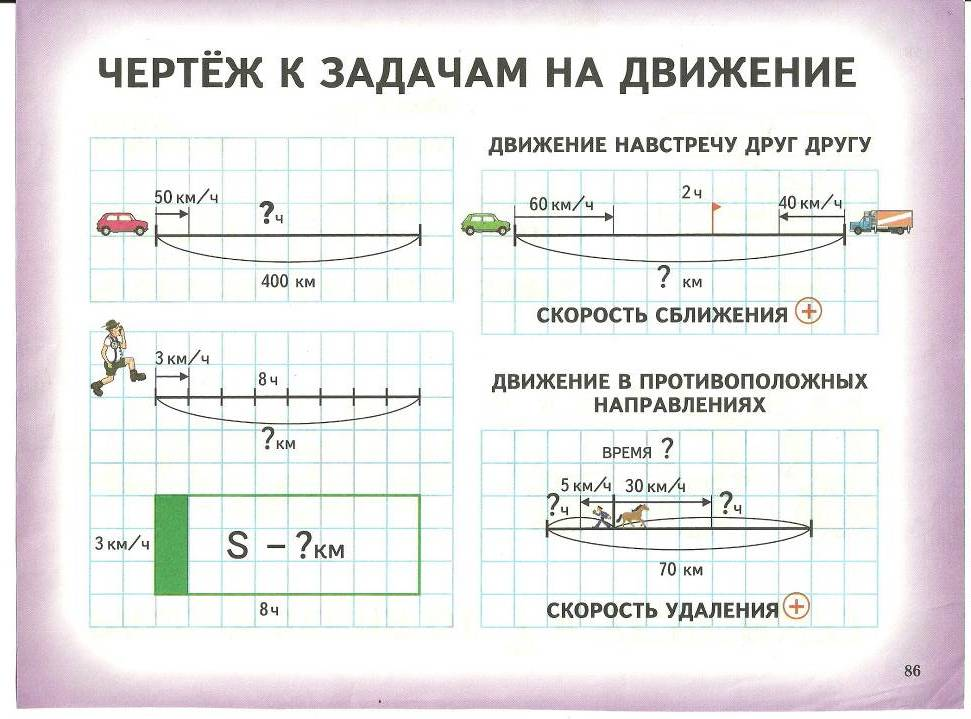 ЧЕРТЁЖ К ЗАДАЧАМ НА ДВИЖЕНИЕ
50 км/ч
?ч
400 км
3 км/ч
8ч
?км
3 км/ч
S – ?км
8ч
ДВИЖЕНИЕ НАВСТРЕЧУ ДРУГ ДРУГУ
60 км/ч
2 ч
40 км/ч
? км
СКОРОСТЬ СБЛИЖЕНИЯ +
ДВИЖЕНИЕ В ПРОТИВОПОЛОЖНЫХ
НАПРАВЛЕНИЯХ
ВРЕМЯ ?
5 км/ч 30 км/ч
?ч
?ч
70 км
СКОРОСТЬ УДАЛЕНИЯ +
86